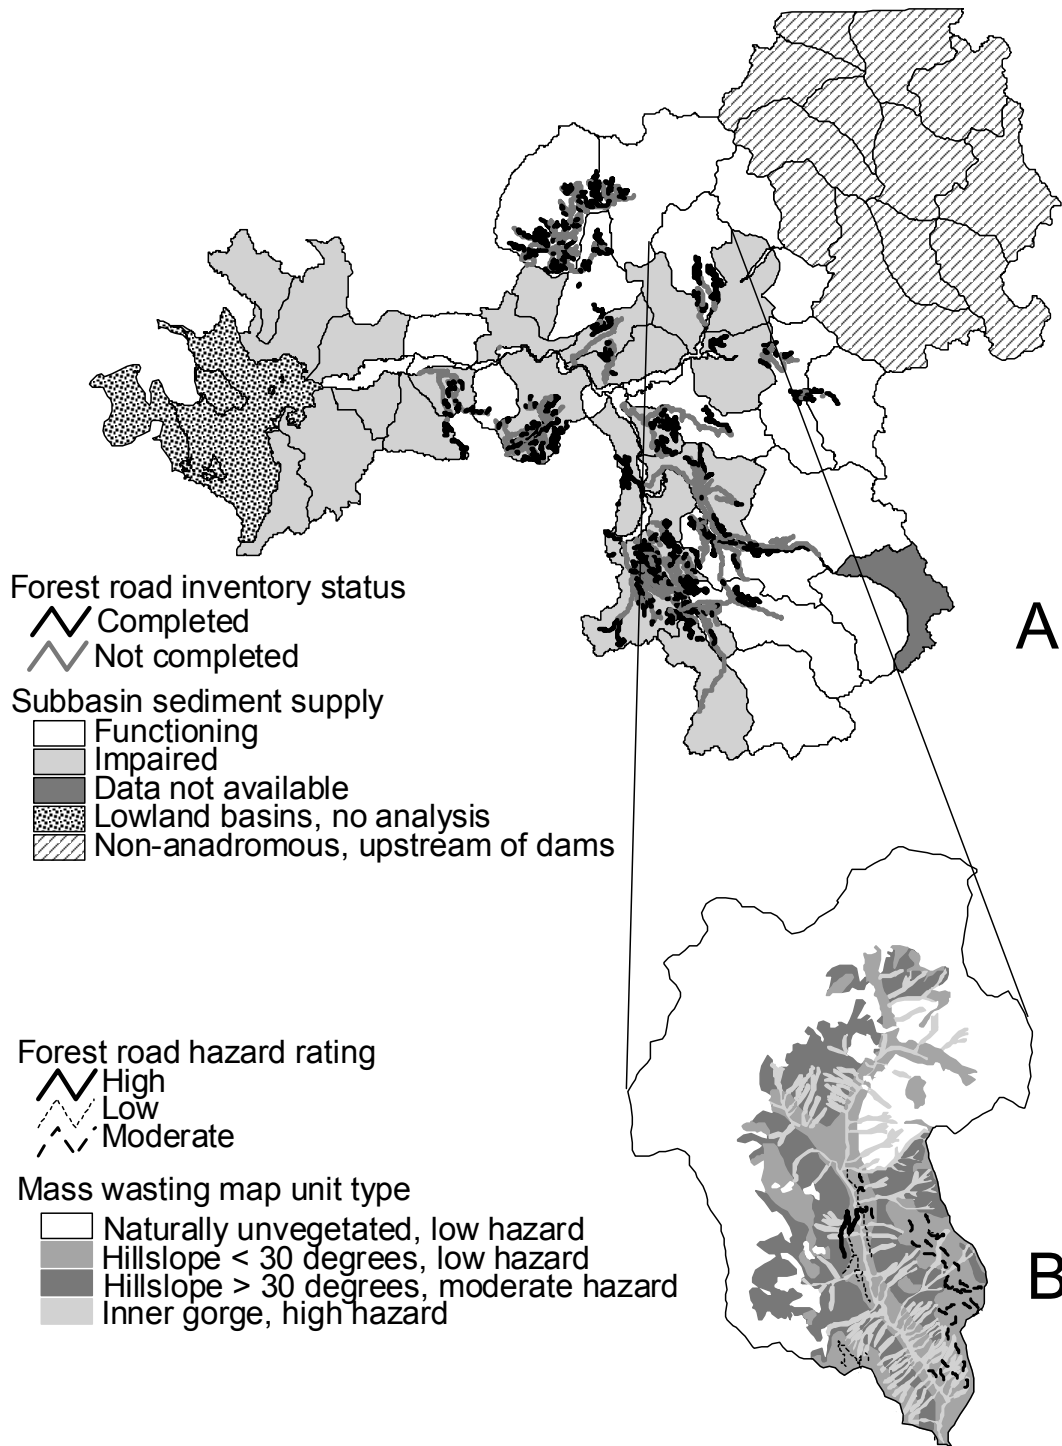 Forest road inventory status
Completed
Not completed
A
Subbasin sediment supply
Functioning
Impaired
Data not available
Lowland basins, no analysis
Non-anadromous, upstream of dams
Forest road hazard rating
High
Low
Moderate
Mass wasting map unit type
Naturally unvegetated, low hazard
Hillslope < 30 degrees, low hazard
Hillslope > 30 degrees, moderate hazard
Inner gorge, high hazard
B